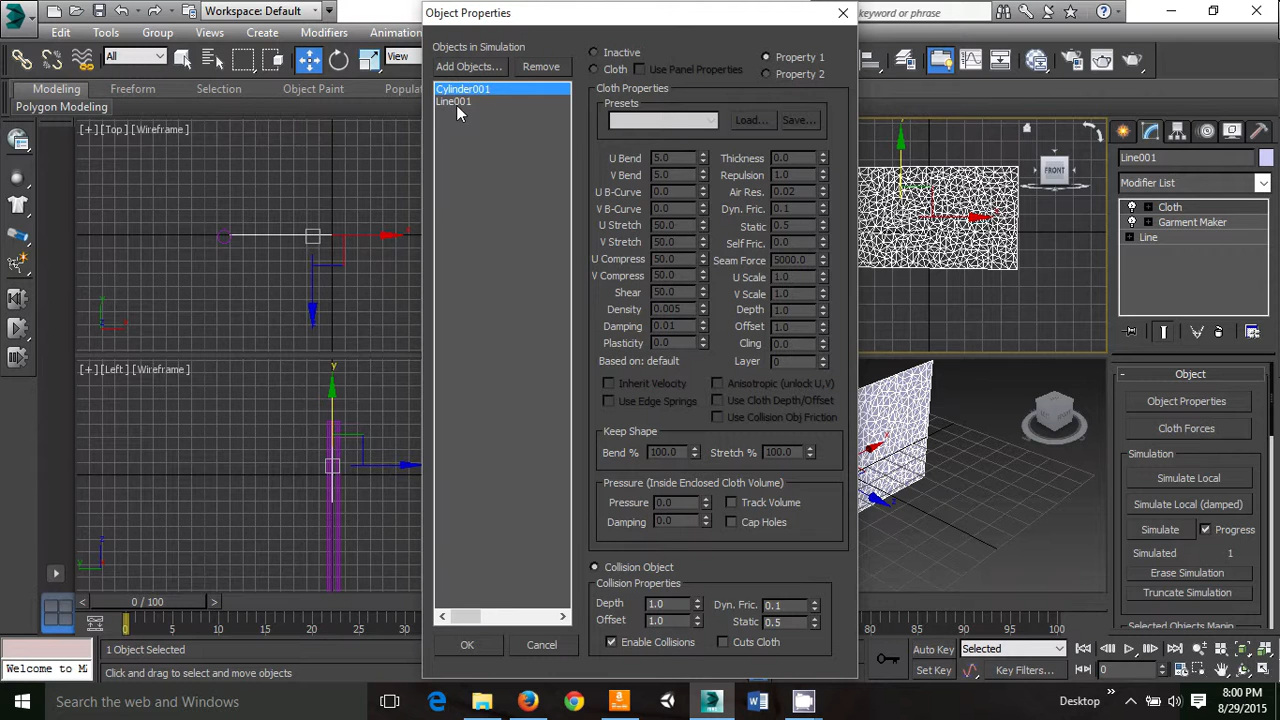 Workspace: Default
Object Properties
keyword or phrase
Edit
Tools
Group
Views
Create
Modifiers
Animation
All
View
Modeling
Freeform
Selection
Object Paint
Populat
Polygon Modeling
[+] [Top] [Wireframe]
[+] [Left] [Wireframe]
Objects in Simulation
Add Objects...
Remove
Cylinder001
Line001
OK
Cancel
Inactive
Cloth
Use Panel Properties
Property 1
Property 2
Cloth Properties
Presets
Load...
Save...
U Bend 5.0
V Bend 5.0
U B-Curve 0.0
V B-Curve 0.0
U Stretch 50.0
V Stretch 50.0
U Compress 50.0
V Compress 50.0
Shear 50.0
Density 0.005
Damping 0.01
Plasticity 0.0
Based on: default
Thickness 0.0
Repulsion 1.0
Air Res. 0.02
Dyn. Fric. 0.1
Static 0.5
Self Fric. 0.0
Seam Force 5000.0
U Scale 1.0
V Scale 1.0
Depth 1.0
Offset 1.0
Cling 0.0
Layer 0
Inherit Velocity
Use Edge Springs
Anisotropic (unlock U,V)
Use Cloth Depth/Offset
Use Collision Obj Friction
Keep Shape
Bend % 100.0
Stretch % 100.0
Pressure (Inside Enclosed Cloth Volume)
Pressure 0.0
Track Volume
Damping 0.0
Cap Holes
Collision Object
Collision Properties
Depth 1.0
Dyn. Fric. 0.1
Offset 1.0
Static 0.5
Enable Collisions
Cuts Cloth
FRONT
Line001
Modifier List
Cloth
Garment Maker
Line
Object
Object Properties
Cloth Forces
Simulation
Simulate Local
Simulate Local (damped)
Simulate
Progress
Simulated 1
Erase Simulation
Truncate Simulation
0 / 100
0 5 10 15 20 25 30
80 85 90 95 100
1 Object Selected
Welcome to M
Click and drag to select and move objects
Auto Key
Selected
Set Key
Key Filters...
0
Search the web and Windows
Desktop
8:00 PM
8/29/2015